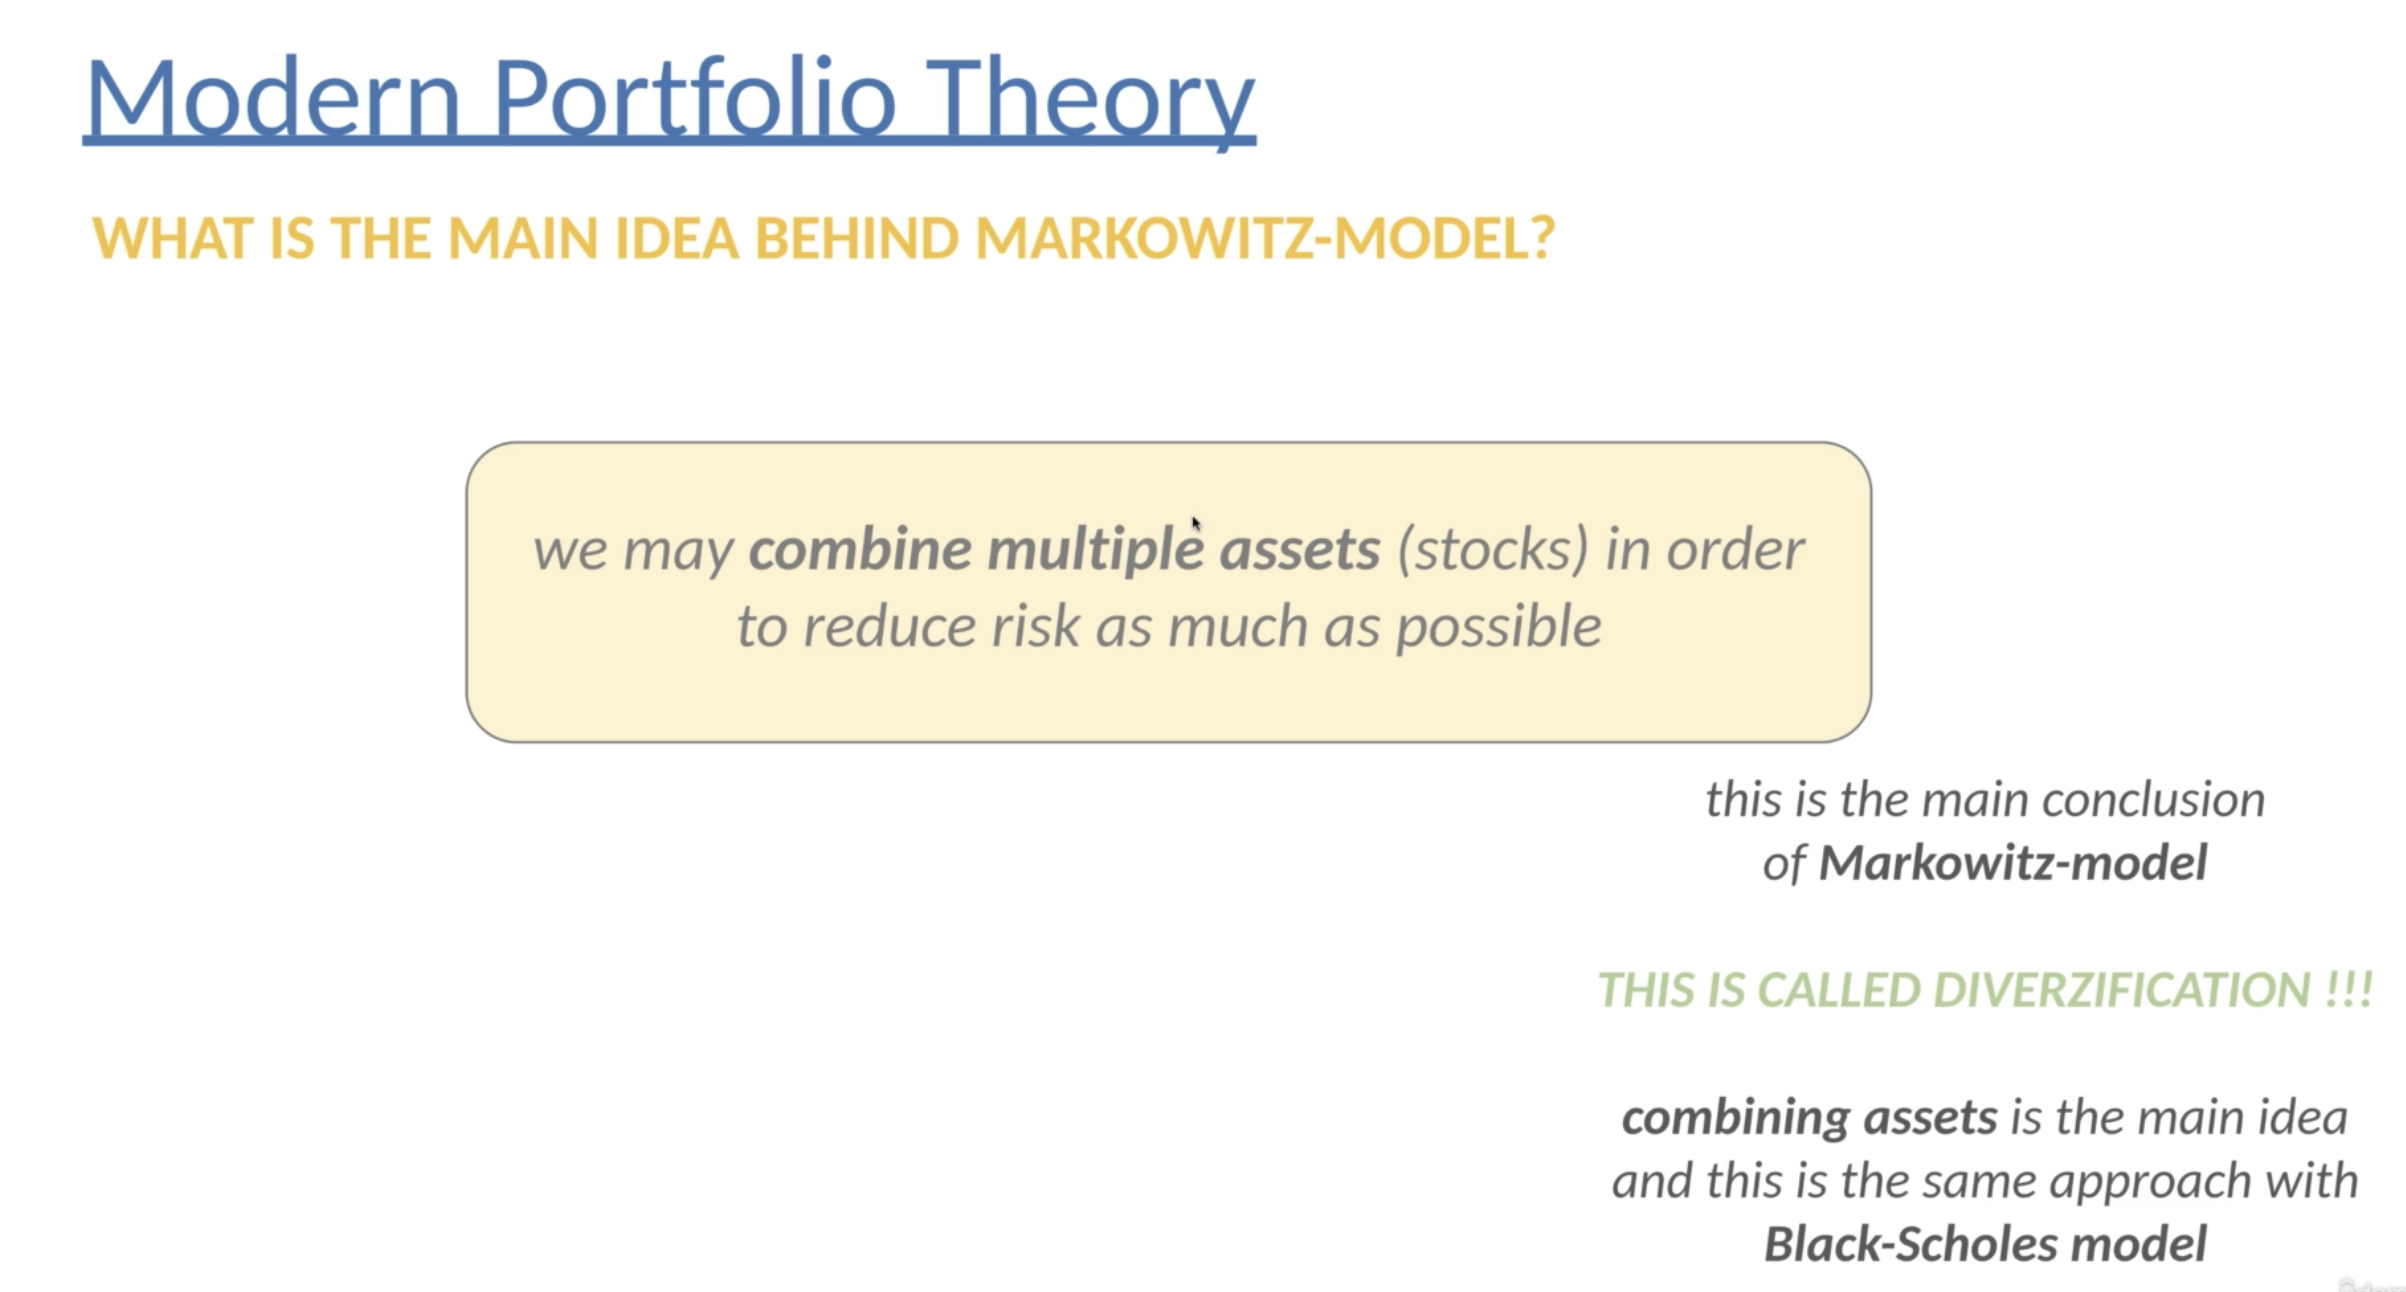 Modern Portfolio Theory
WHAT IS THE MAIN IDEA BEHIND MARKOWITZ-MODEL?
we may combine multiple assets (stocks) in order
to reduce risk as much as possible
this is the main conclusion
of Markowitz-model
THIS IS CALLED DIVERZIFICATION !!!
combining assets is the main idea
and this is the same approach with
Black-Scholes model